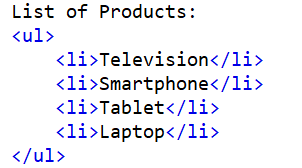 List of Products:
<ul>
    <li>Television</li>
    <li>Smartphone</li>
    <li>Tablet</li>
    <li>Laptop</li>
</ul>